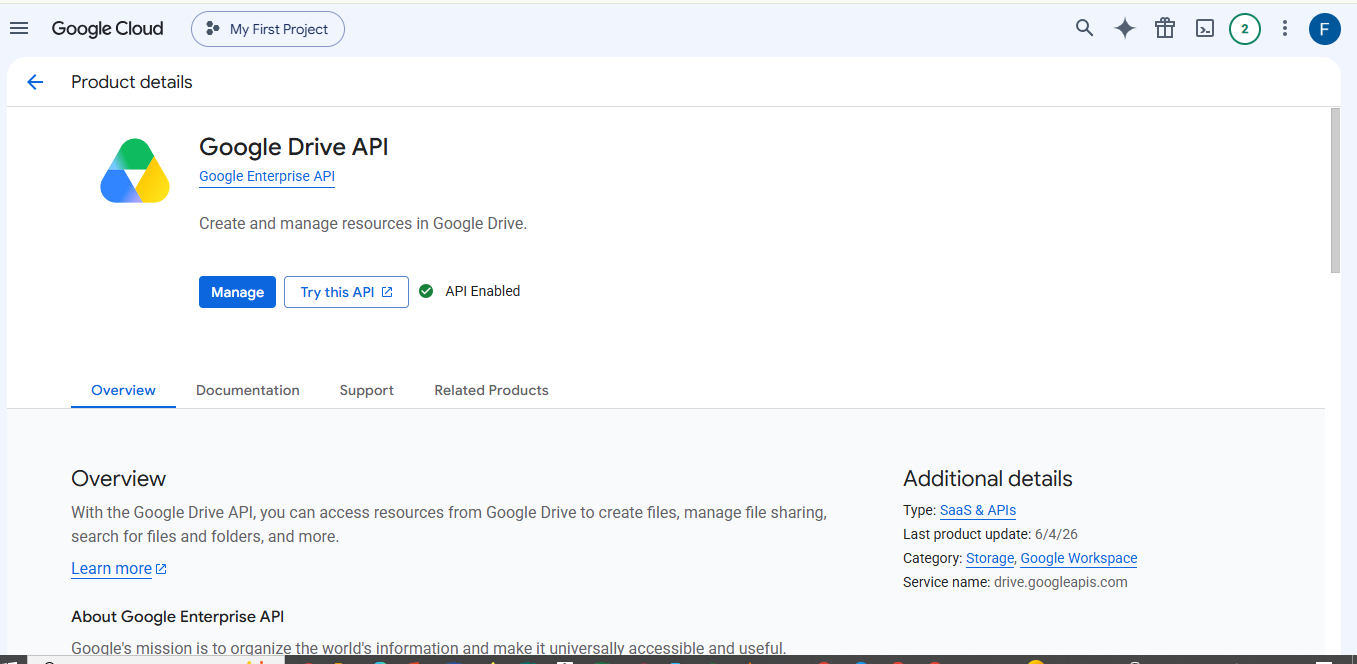 Google Cloud My First Project 2 F
Product details
Google Drive API
Google Enterprise API
Create and manage resources in Google Drive.
Manage Try this API API Enabled
Overview Documentation Support Related Products
Overview
With the Google Drive API, you can access resources from Google Drive to create files, manage file sharing,
search for files and folders, and more.
Learn more
About Google Enterprise API
Google's mission is to organize the world's information and make it universally accessible and useful.
Additional details
Type: SaaS & APIs
Last product update: 6/4/26
Category: Storage, Google Workspace
Service name: drive.googleapis.com